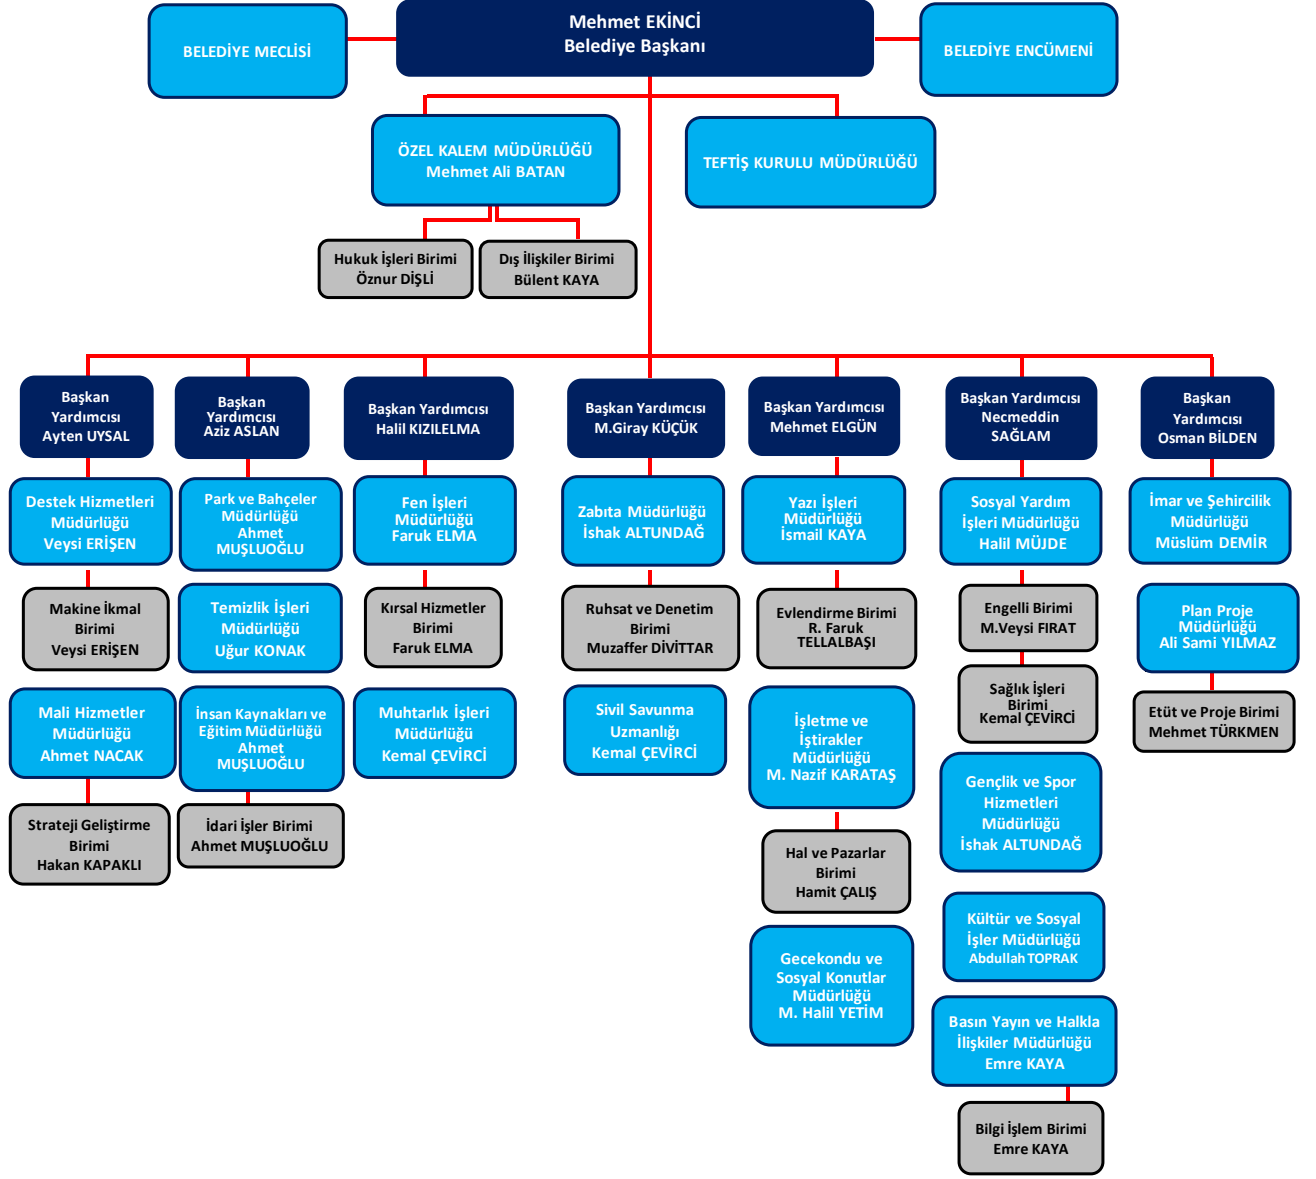 Mehmet EKİNCİ
Belediye Başkanı
BELEDİYE MECLİSİ
BELEDİYE ENCÜMENİ
ÖZEL KALEM MÜDÜRLÜĞÜ
Mehmet Ali BATAN
TEFTİŞ KURULU MÜDÜRLÜĞÜ
Hukuk İşleri Birimi
Öznur DİŞLİ
Dış İlişkiler Birimi
Bülent KAYA
Başkan
Yardımcısı
Ayten UYSAL
Destek Hizmetleri
Müdürlüğü
Veysi ERİŞEN
Makine İkmal
Birimi
Veysi ERİŞEN
Mali Hizmetler
Müdürlüğü
Ahmet NACAK
Strateji Geliştirme
Birimi
Hakan KAPAKLI
Başkan
Yardımcısı
Aziz ASLAN
Park ve Bahçeler
Müdürlüğü
Ahmet
MUŞLUOĞLU
Temizlik İşleri
Müdürlüğü
Uğur KONAK
İnsan Kaynakları ve
Eğitim Müdürlüğü
Ahmet
MUŞLUOĞLU
İdari İşler Birimi
Ahmet MUŞLUOĞLU
Başkan Yardımcısı
Halil KIZILELMA
Fen İşleri
Müdürlüğü
Faruk ELMA
Kırsal Hizmetler
Birimi
Faruk ELMA
Muhtarlık İşleri
Müdürlüğü
Kemal ÇEVİRCİ
Başkan Yardımcısı
M.Giray KÜÇÜK
Zabıta Müdürlüğü
İshak ALTUNDAĞ
Ruhsat ve Denetim
Birimi
Muzaffer DİVİTTAR
Sivil Savunma
Uzmanlığı
Kemal ÇEVİRCİ
Başkan Yardımcısı
Mehmet ELGÜN
Yazı İşleri
Müdürlüğü
İsmail KAYA
Evlendirme Birimi
R. Faruk
TELLALBAŞI
İşletme ve
İştirakler
Müdürlüğü
M. Nazif KARATAŞ
Hal ve Pazarlar
Birimi
Hamit ÇALIŞ
Gecekondu ve
Sosyal Konutlar
Müdürlüğü
M. Halil YETİM
Başkan Yardımcısı
Necmeddin
SAĞLAM
Sosyal Yardım
İşleri Müdürlüğü
Halil MÜJDE
Engelli Birimi
M.Veysi FIRAT
Sağlık İşleri
Birimi
Kemal ÇEVİRCİ
Gençlik ve Spor
Hizmetleri
Müdürlüğü
İshak ALTUNDAĞ
Kültür ve Sosyal
İşler Müdürlüğü
Abdullah TOPRAK
Basın Yayın ve Halkla
İlişkiler Müdürlüğü
Emre KAYA
Bilgi İşlem Birimi
Emre KAYA
Başkan
Yardımcısı
Osman BİLDEN
İmar ve Şehircilik
Müdürlüğü
Müslüm DEMİR
Plan Proje
Müdürlüğü
Ali Sami YILMAZ
Etüt ve Proje Birimi
Mehmet TÜRKMEN